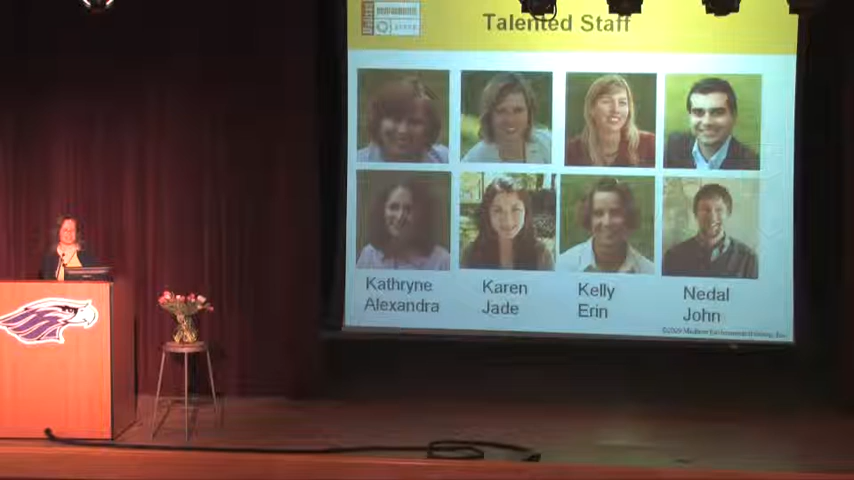 Talented Staff
Kathryne
Alexandra
Karen
Jade
Kelly
Erin
Nedal
John